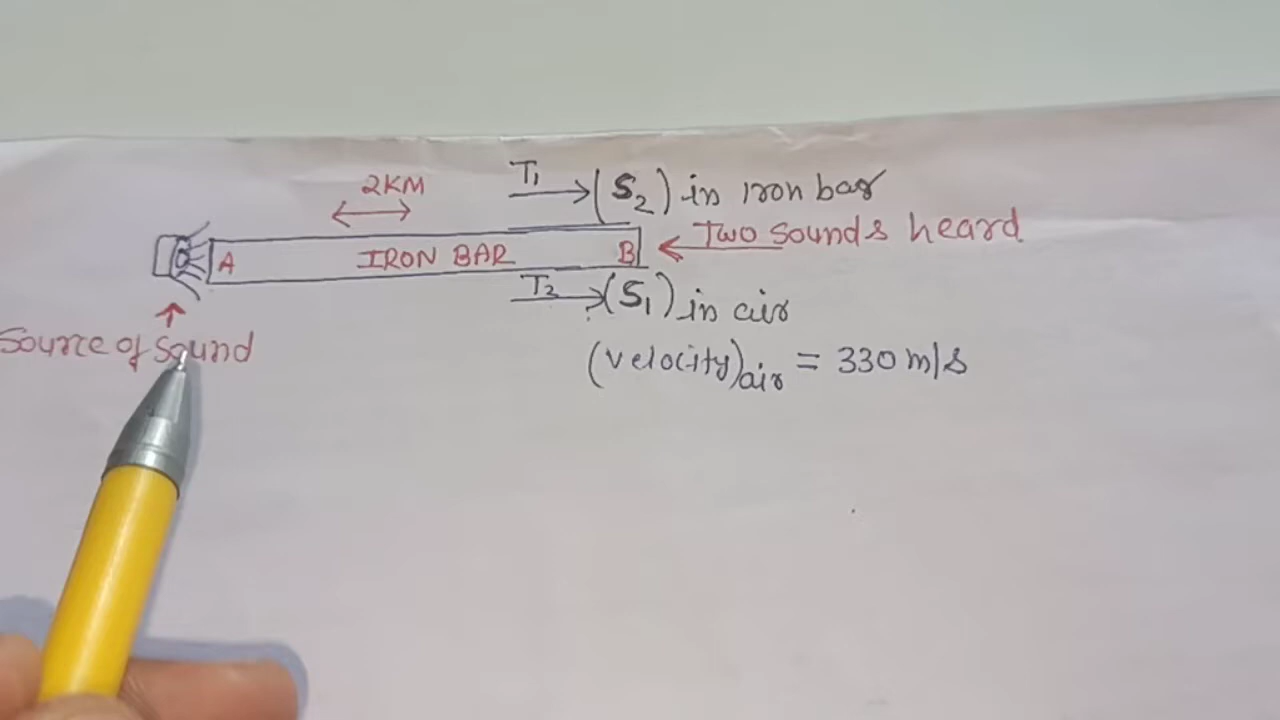 2KM
T₁ (S₂) in iron bar
Two sounds heard
A IRON BAR B
T₂ (S₁) in air
Source of sound
(velocity)air = 330 m/s